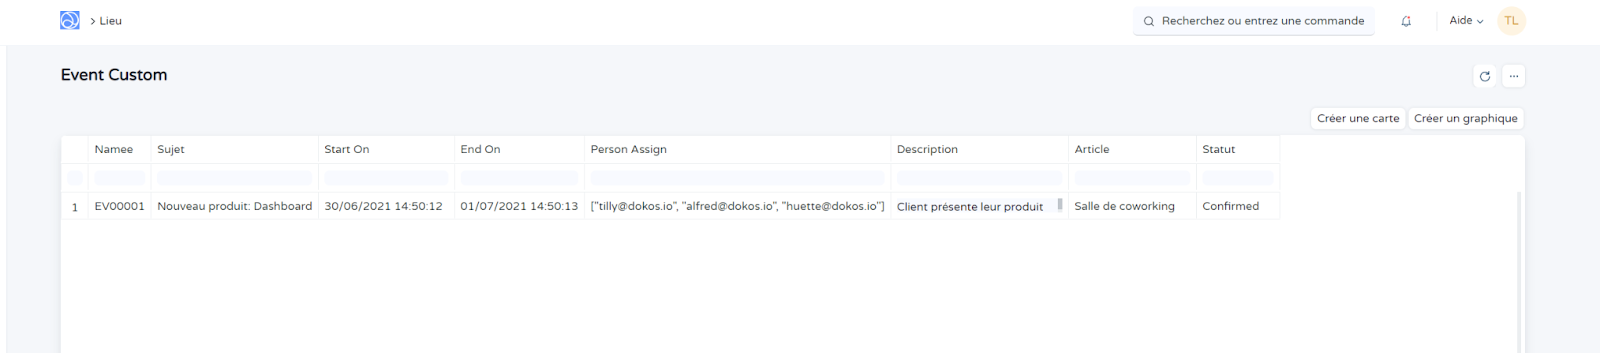 > Lieu Recherchez ou entrez une commande Aide TL
Event Custom
Créer une carte Créer un graphique
Namee Sujet Start On End On Person Assign Description Article Statut
1 EV00001 Nouveau produit: Dashboard 30/06/2021 14:50:12 01/07/2021 14:50:13 ["tilly@dokos.io", "alfred@dokos.io", "huette@dokos.io"] Client présente leur produit Salle de coworking Confirmed